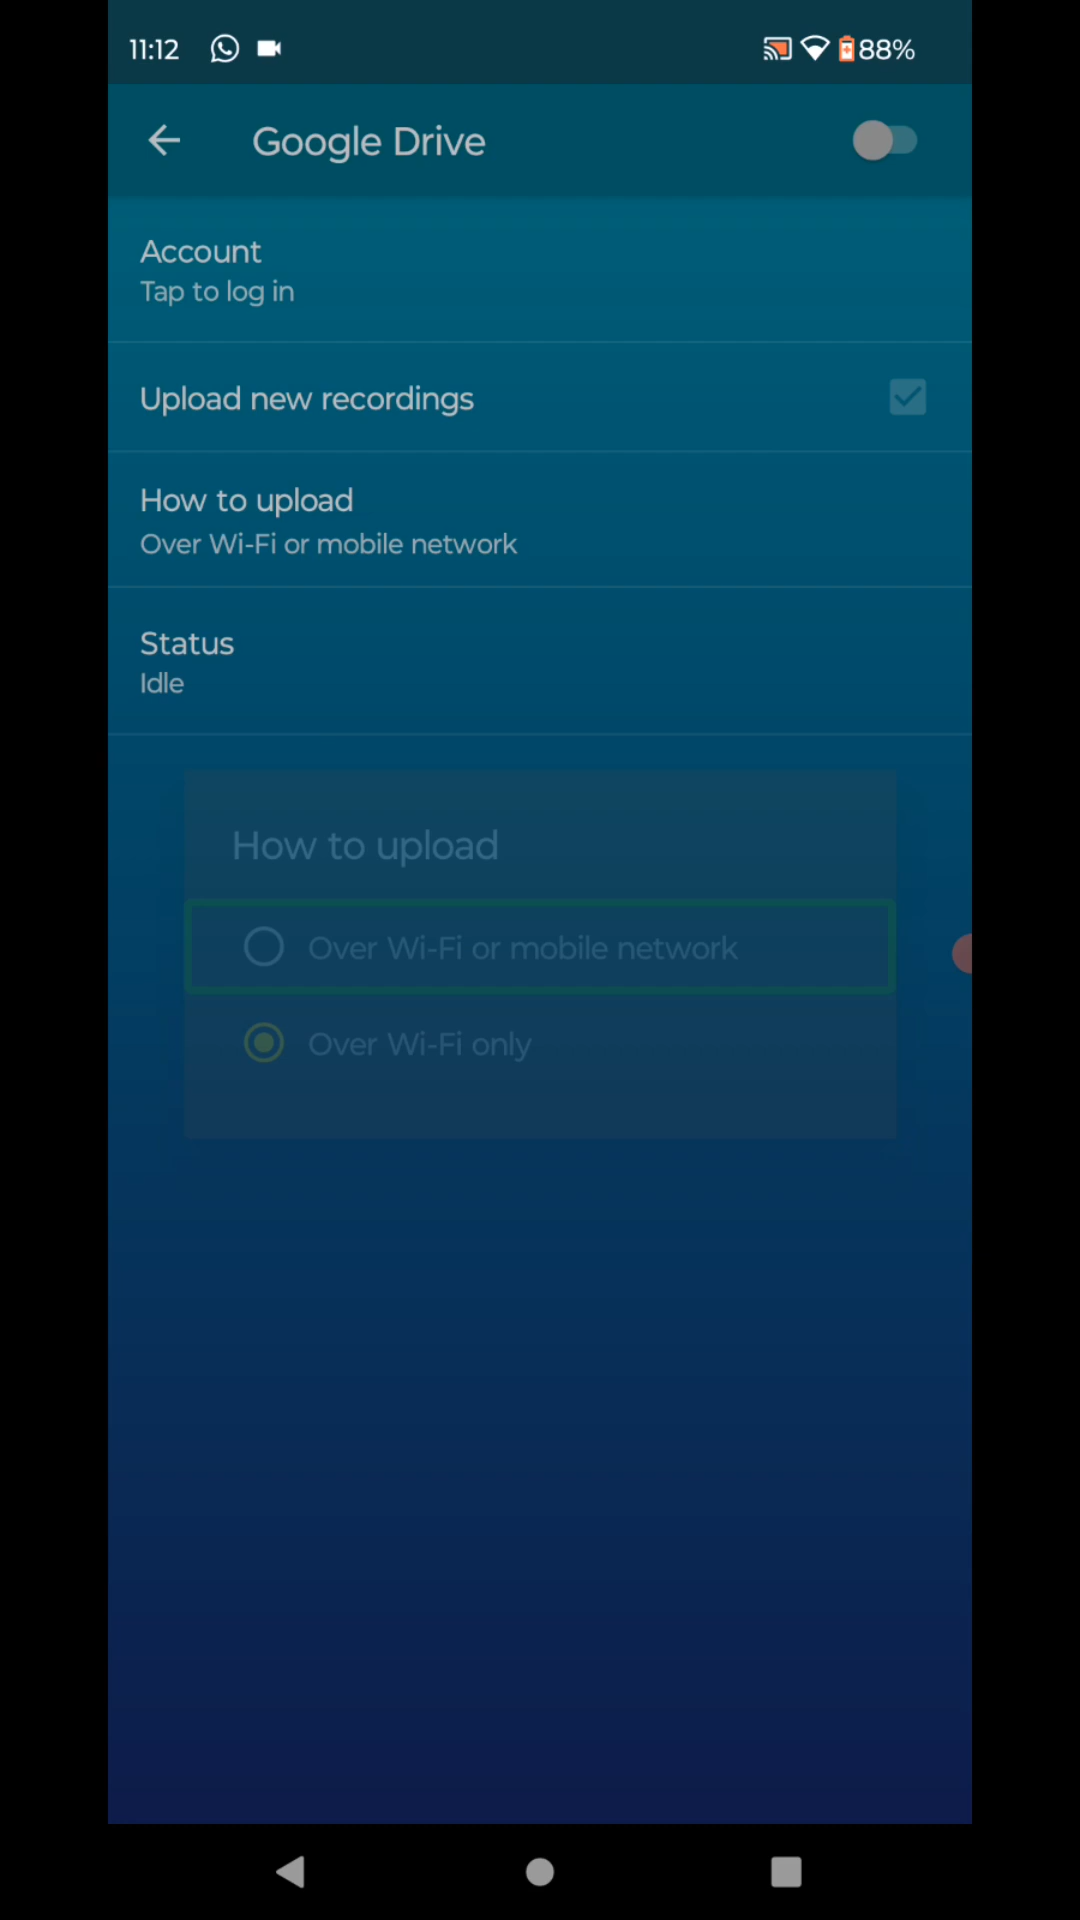 11:12 88%
Google Drive
Account
Tap to log in
Upload new recordings
How to upload
Over Wi-Fi or mobile network
Status
Idle
How to upload
Over Wi-Fi or mobile network
Over Wi-Fi only